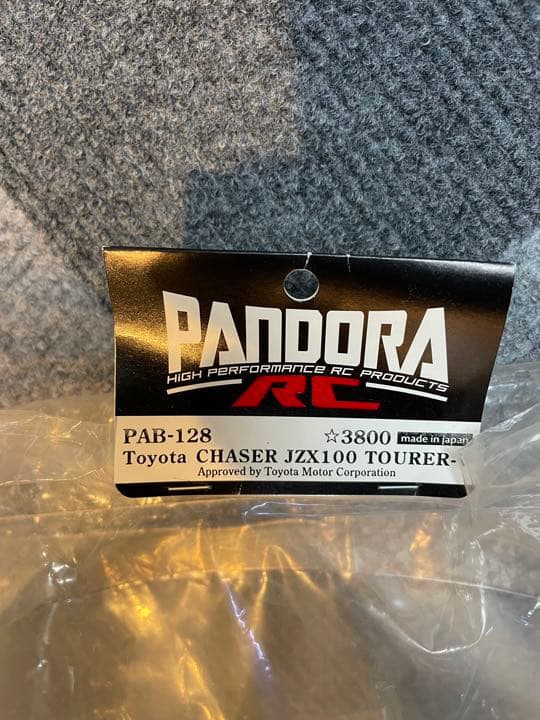 PANDORA
HIGH PERFORMANCE RC PRODUCTS
RC
PAB-128 ☆3800 made in japan
Toyota CHASER JZX100 TOURER-
Approved by Toyota Motor Corporation